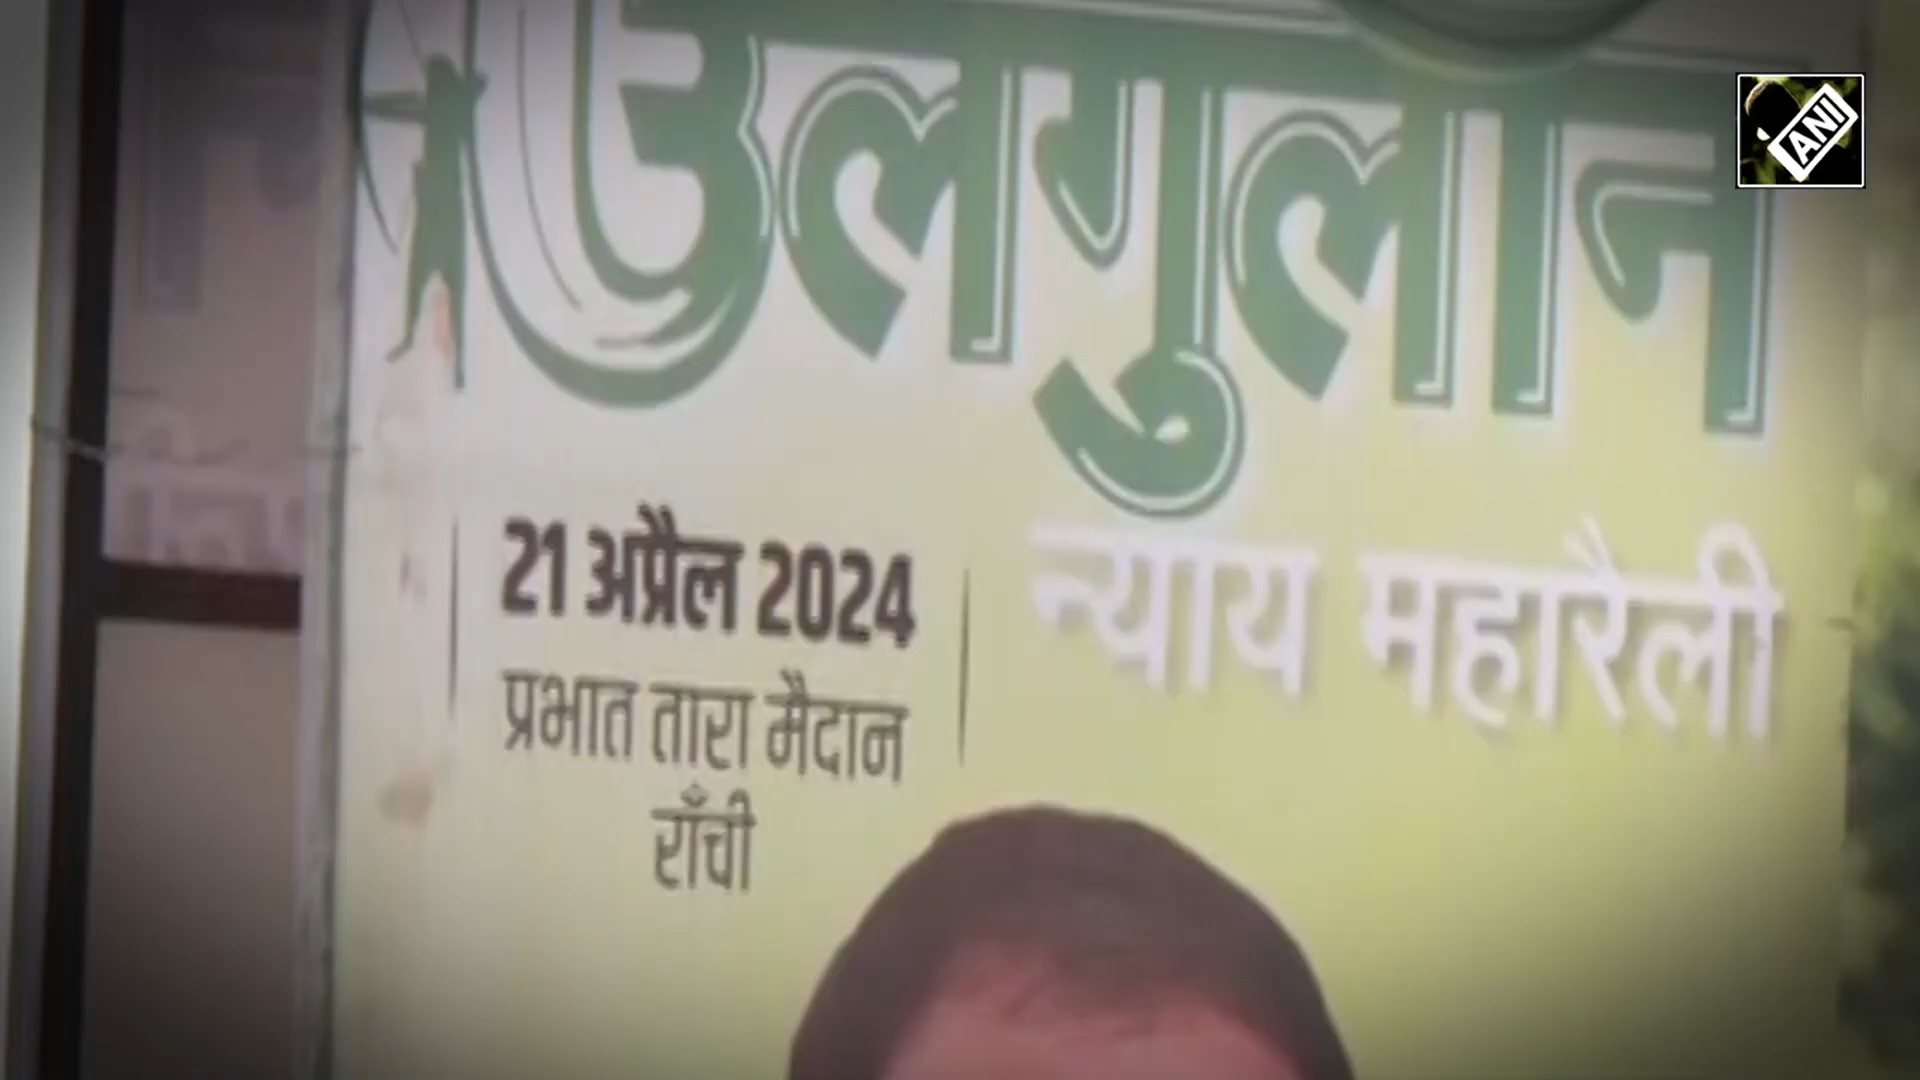 उलगुलान
21 अप्रैल 2024
प्रभात तारा मैदान
राँची
न्याय महारैली
ANI